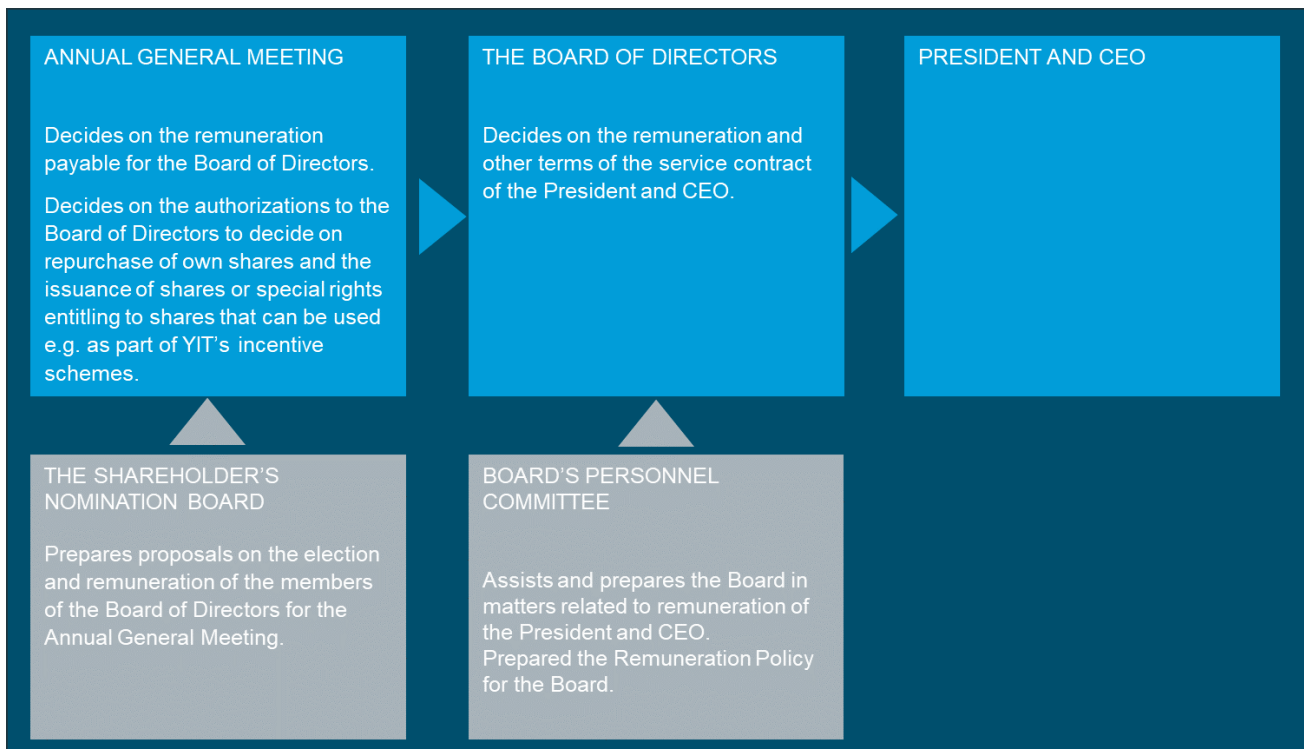 ANNUAL GENERAL MEETING
Decides on the remuneration
payable for the Board of Directors.
Decides on the authorizations to the
Board of Directors to decide on
repurchase of own shares and the
issuance of shares or special rights
entitling to shares that can be used
e.g. as part of YIT’s incentive
schemes.
THE BOARD OF DIRECTORS
Decides on the remuneration and
other terms of the service contract
of the President and CEO.
PRESIDENT AND CEO
THE SHAREHOLDER’S
NOMINATION BOARD
Prepares proposals on the election
and remuneration of the members
of the Board of Directors for the
Annual General Meeting.
BOARD’S PERSONNEL
COMMITTEE
Assists and prepares the Board in
matters related to remuneration of
the President and CEO.
Prepared the Remuneration Policy
for the Board.